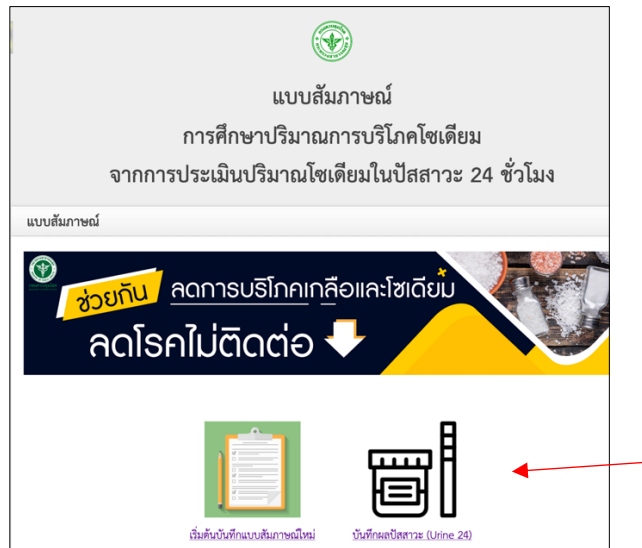 แบบสัมภาษณ์
การศึกษาปริมาณการบริโภคโซเดียม
จากการประเมินปริมาณโซเดียมในปัสสาวะ 24 ชั่วโมง
แบบสัมภาษณ์
ช่วยกัน ลดการบริโภคเกลือและโซเดียม
ลดโรคไม่ติดต่อ
เริ่มต้นบันทึกแบบสัมภาษณ์ใหม่
บันทึกผลปัสสาวะ (Urine 24)